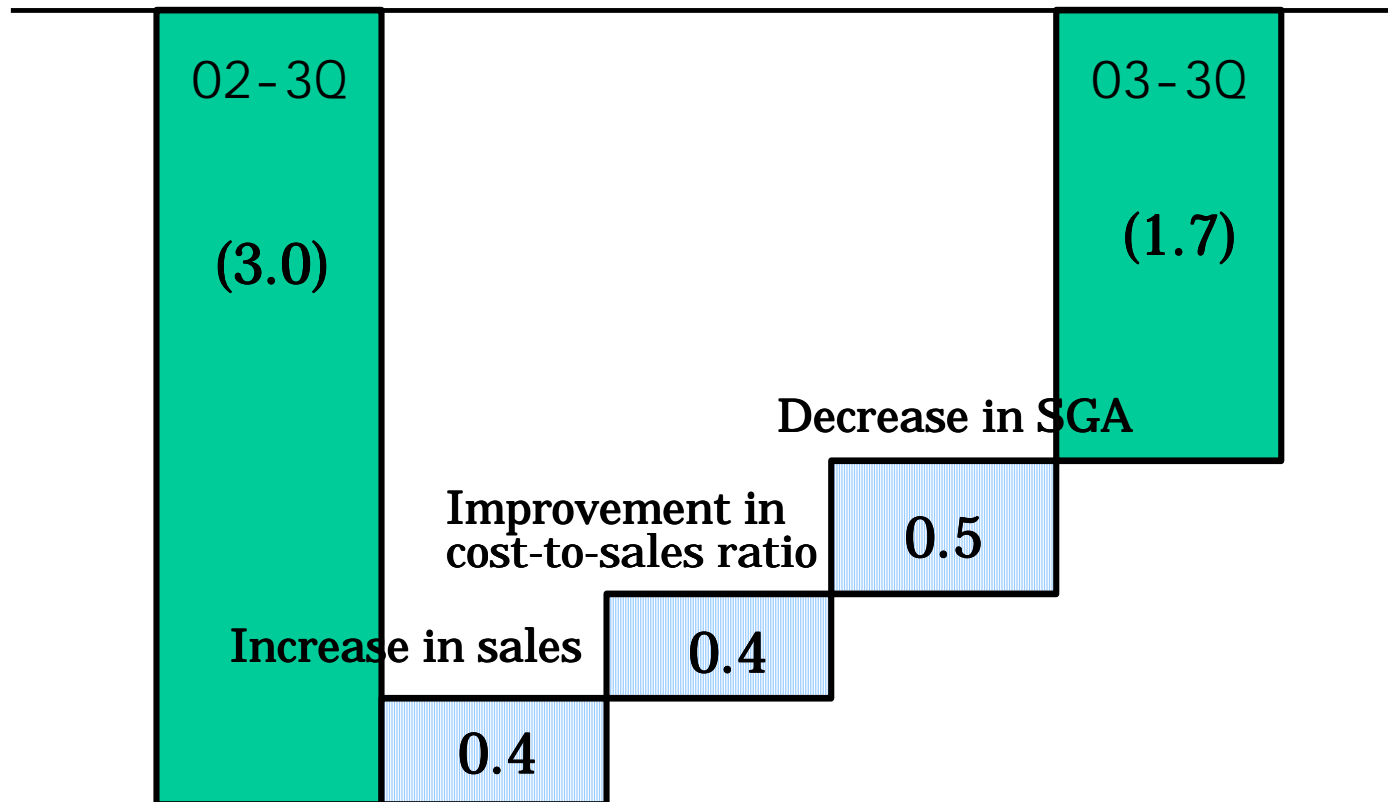 02-3Q
03-3Q
(3.0)
(1.7)
Decrease in SGA
Improvement in
cost-to-sales ratio
0.5
Increase in sales
0.4
0.4